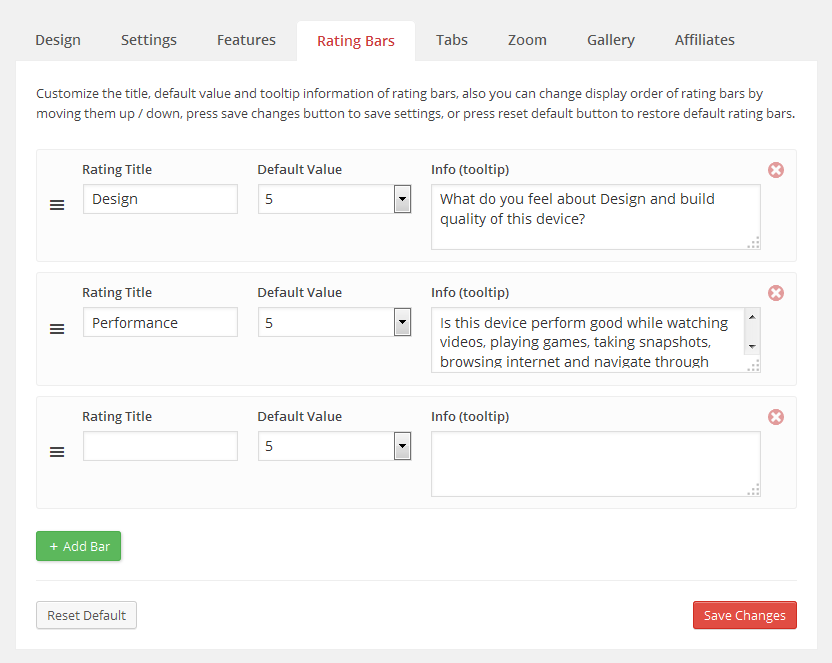 Design Settings Features Rating Bars Tabs Zoom Gallery Affiliates
Customize the title, default value and tooltip information of rating bars, also you can change display order of rating bars by
moving them up / down, press save changes button to save settings, or press reset default button to restore default rating bars.
Rating Title Default Value Info (tooltip)
Design 5 What do you feel about Design and build
quality of this device?
Rating Title Default Value Info (tooltip)
Performance 5 Is this device perform good while watching
videos, playing games, taking snapshots,
browsing internet and navigate through
Rating Title Default Value Info (tooltip)
5
+ Add Bar
Reset Default Save Changes